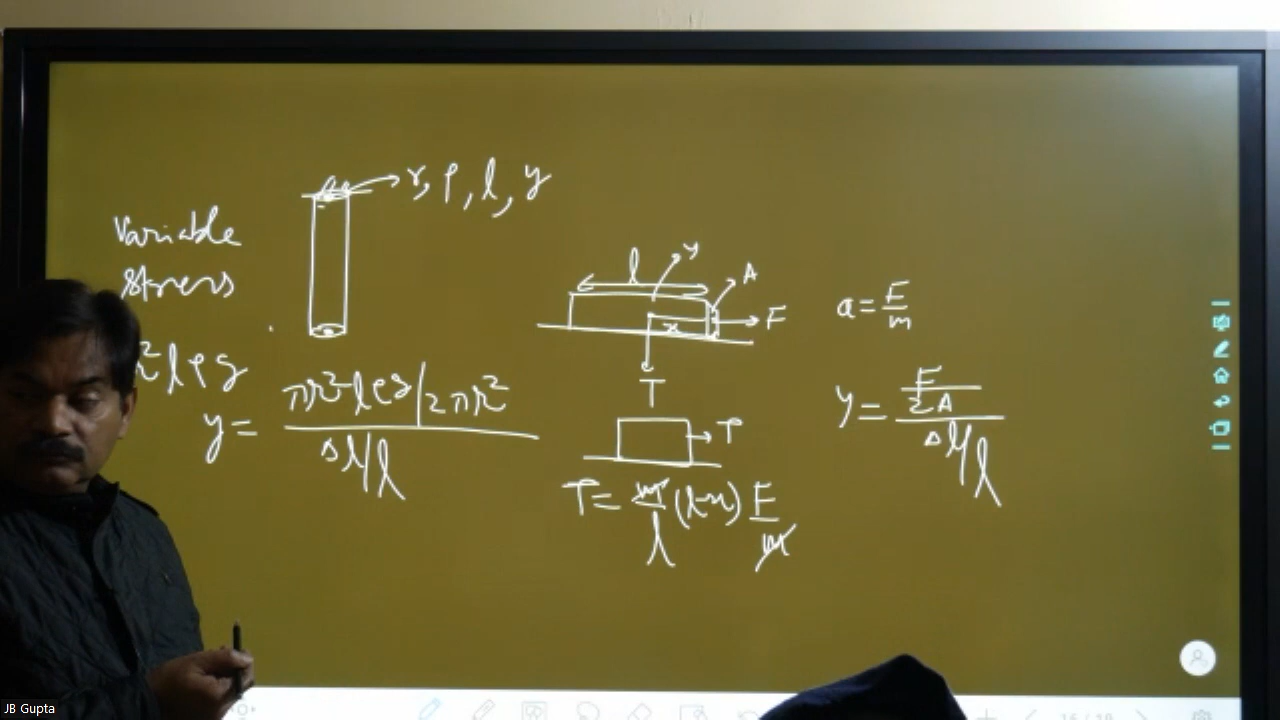 r, ρ, l, y
Variable
stress
r²lρg
y = πr²lρg/2πr² / Δl/l
l
y
A
x
F
T
T
T = m/l (l-x) F/m
a = F/m
y = F/2A / Δl/l
JB Gupta